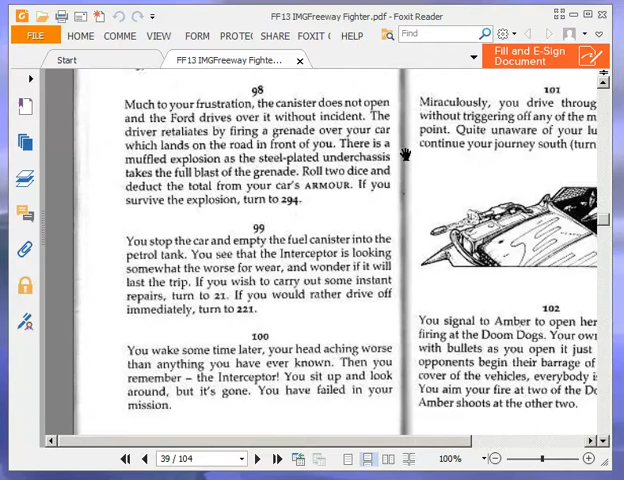 FF13 IMGFreeway Fighter.pdf - Foxit Reader
FILE HOME COMME VIEW FORM PROTE SHARE FOXIT C HELP Find
Start FF13 IMGFreeway Fighter.p... Fill and E-Sign
Document
98
Much to your frustration, the canister does not open
and the Ford drives over it without incident. The
driver retaliates by firing a grenade over your car
which lands on the road in front of you. There is a
muffled explosion as the steel-plated underchassis
takes the full blast of the grenade. Roll two dice and
deduct the total from your car's ARMOUR. If you
survive the explosion, turn to 294.
99
You stop the car and empty the fuel canister into the
petrol tank. You see that the Interceptor is looking
somewhat the worse for wear, and wonder if it will
last the trip. If you wish to carry out some instant
repairs, turn to 21. If you would rather drive off
immediately, turn to 221.
100
You wake some time later, your head aching worse
than anything you have ever known. Then you
remember – the Interceptor! You sit up and look
around, but it's gone. You have failed in your
mission.
101
Miraculously, you drive throug
without triggering off any of the m
point. Quite unaware of your lu
continue your journey south (turn
102
You signal to Amber to open her
firing at the Doom Dogs. Your own
with bullets as you open it just
opponents begin their barrage of
cover of the vehicles, everybody is
You aim your fire at two of the Do
Amber shoots at the other two.
39 / 104 100%